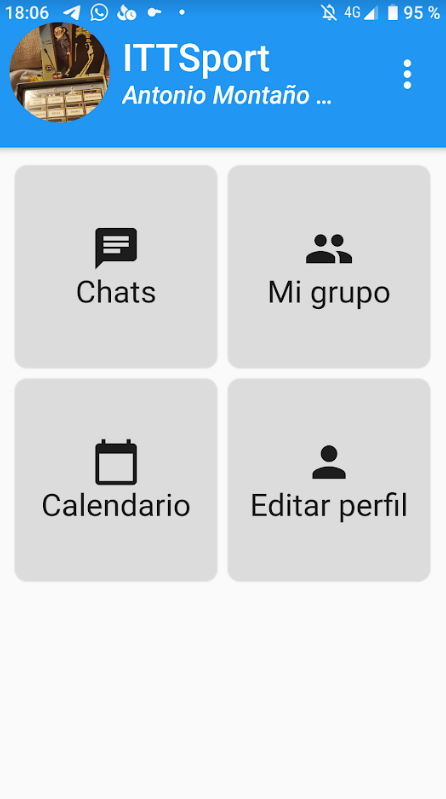 18:06 4G 95 %
ITTSport
Antonio Montaño ...
Chats
Mi grupo
Calendario
Editar perfil